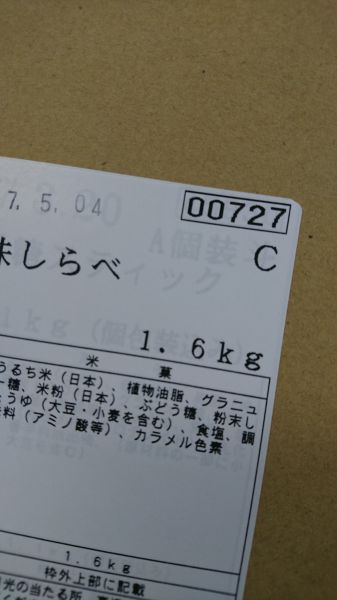 7. 5. 04
00727
C
味しらべ
1.6kg
米菓
うるち米（日本）、植物油脂、グラニュ
ー糖、米粉（日本）、ぶどう糖、粉末し
ょうゆ（大豆・小麦を含む）、食塩、調
味料（アミノ酸等）、カラメル色素
1.6kg
枠外上部に記載
光の当たる所、高